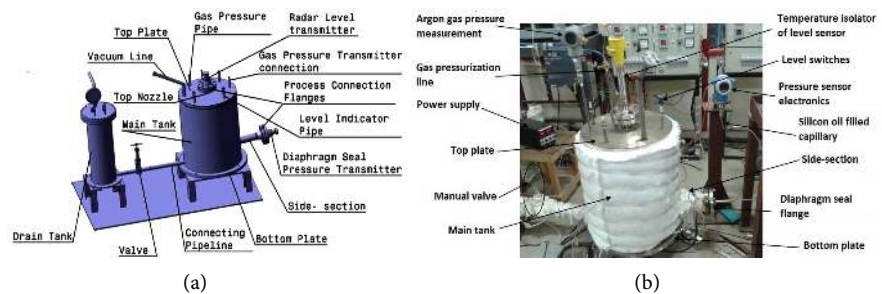 Top Plate
Gas Pressure
Pipe
Radar Level
transmitter
Vacuum Line
Gas Pressure Transmitter
connection
Top Nozzle
Process Connection
Flanges
Main Tank
Level Indicator
Pipe
Diaphragm Seal
Pressure Transmitter
Side- section
Drain Tank
Valve
Connecting
Pipeline
Bottom Plate
(a)
Argon gas pressure
measurement
Gas pressurization
line
Power supply
Top plate
Manual valve
Main tank
Temperature isolator
of level sensor
Level switches
Pressure sensor
electronics
Silicon oil filled
capillary
Side-section
Diaphragm seal
flange
Bottom plate
(b)